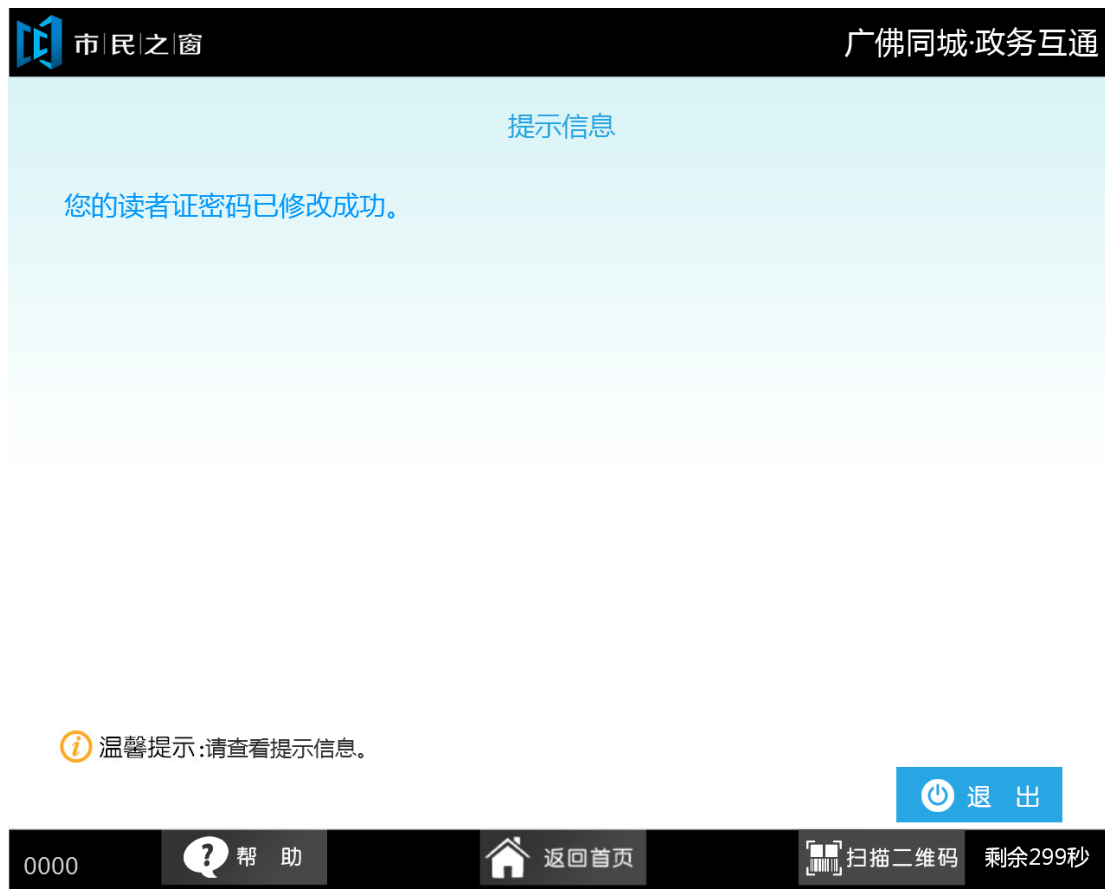 市民之窗
广佛同城·政务互通
提示信息
您的读者证密码已修改成功。
温馨提示:请查看提示信息。
退 出
0000
帮 助
返回首页
扫描二维码
剩余299秒